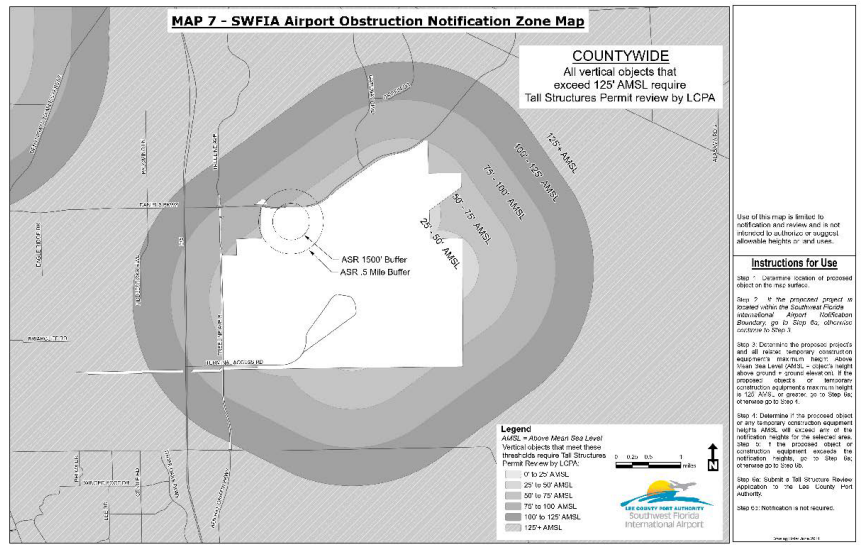 MAP 7 - SWFIA Airport Obstruction Notification Zone Map
COUNTYWIDE
All vertical objects that
exceed 125' AMSL require
Tall Structures Permit review by LCPA
125'+ AMSL
100' - 125' AMSL
75' - 100' AMSL
50' - 75' AMSL
25' - 50' AMSL
ASR 1500' Buffer
ASR .5 Mile Buffer
TERMINAL ACCESS RD
Legend
AMSL = Above Mean Sea Level
Vertical objects that meet these
thresholds require Tall Structures
Permit Review by LCPA:
0' to 25' AMSL
25' to 50' AMSL
50' to 75' AMSL
75' to 100' AMSL
100' to 125' AMSL
125'+ AMSL
0 0.25 0.5 1
miles
N
LEE COUNTY PORT AUTHORITY
Southwest Florida
International Airport
Use of this map is limited to
notification and review and is not
intended to authorize or suggest
allowable heights or land uses.
Instructions for Use
Step 1: Determine location of proposed
object on the map surface.
Step 2: If the proposed project is
located within the Southwest Florida
International Airport Notification
Boundary, go to Step 6a, otherwise
continue to Step 3.
Step 3: Determine the proposed project's
and all related temporary construction
equipment's maximum height Above
Mean Sea Level (AMSL = object's height
above ground + ground elevation). If the
proposed object's or temporary
construction equipment's maximum height
is 125' AMSL or greater, go to Step 6a;
otherwise go to Step 4.
Step 4: Determine if the proposed object
or any temporary construction equipment
heights AMSL will exceed any of the
notification heights for the selected area.
Step 5: If the proposed object or
construction equipment exceeds the
notification heights, go to Step 6a;
otherwise go to Step 6b.
Step 6a: Submit a Tall Structure Review
Application to the Lee County Port
Authority.
Step 6b: Notification is not required.